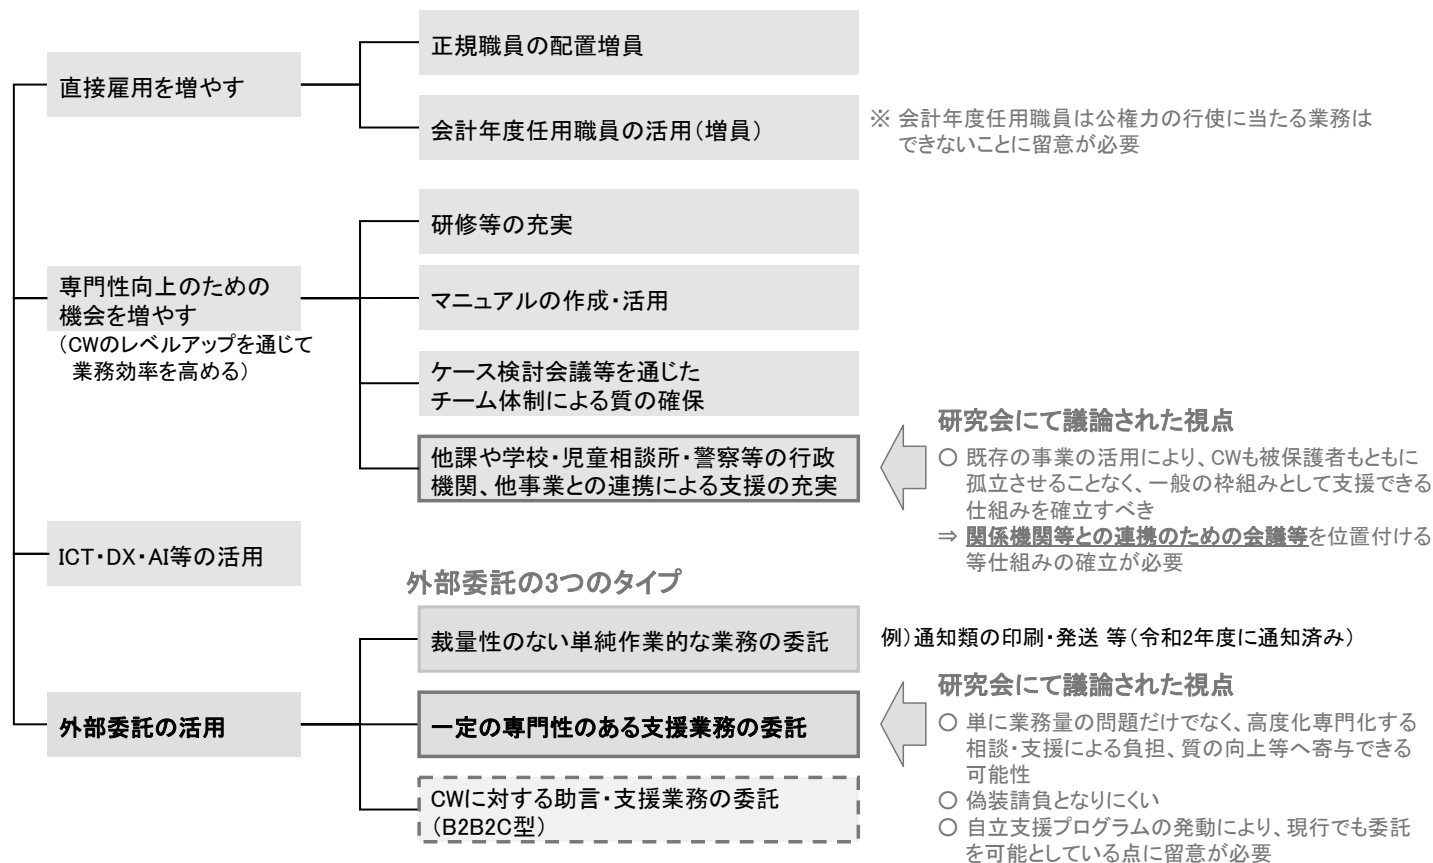 直接雇用を増やす
正規職員の配置増員
会計年度任用職員の活用(増員)
※ 会計年度任用職員は公権力の行使に当たる業務は
できないことに留意が必要
専門性向上のための
機会を増やす
(CWのレベルアップを通じて
業務効率を高める)
研修等の充実
マニュアルの作成・活用
ケース検討会議等を通じた
チーム体制による質の確保
他課や学校・児童相談所・警察等の行政
機関、他事業との連携による支援の充実
研究会にて議論された視点
○ 既存の事業の活用により、CWも被保護者もともに
孤立させることなく、一般の枠組みとして支援できる
仕組みを確立すべき
⇒ 関係機関等との連携のための会議等を位置付ける
等仕組みの確立が必要
ICT・DX・AI等の活用
外部委託の活用
外部委託の3つのタイプ
裁量性のない単純作業的な業務の委託
例)通知類の印刷・発送 等(令和2年度に通知済み)
一定の専門性のある支援業務の委託
研究会にて議論された視点
○ 単に業務量の問題だけでなく、高度化専門化する
相談・支援による負担、質の向上等へ寄与できる
可能性
○ 偽装請負となりにくい
○ 自立支援プログラムの発動により、現行でも委託
を可能としている点に留意が必要
CWに対する助言・支援業務の委託
(B2B2C型)